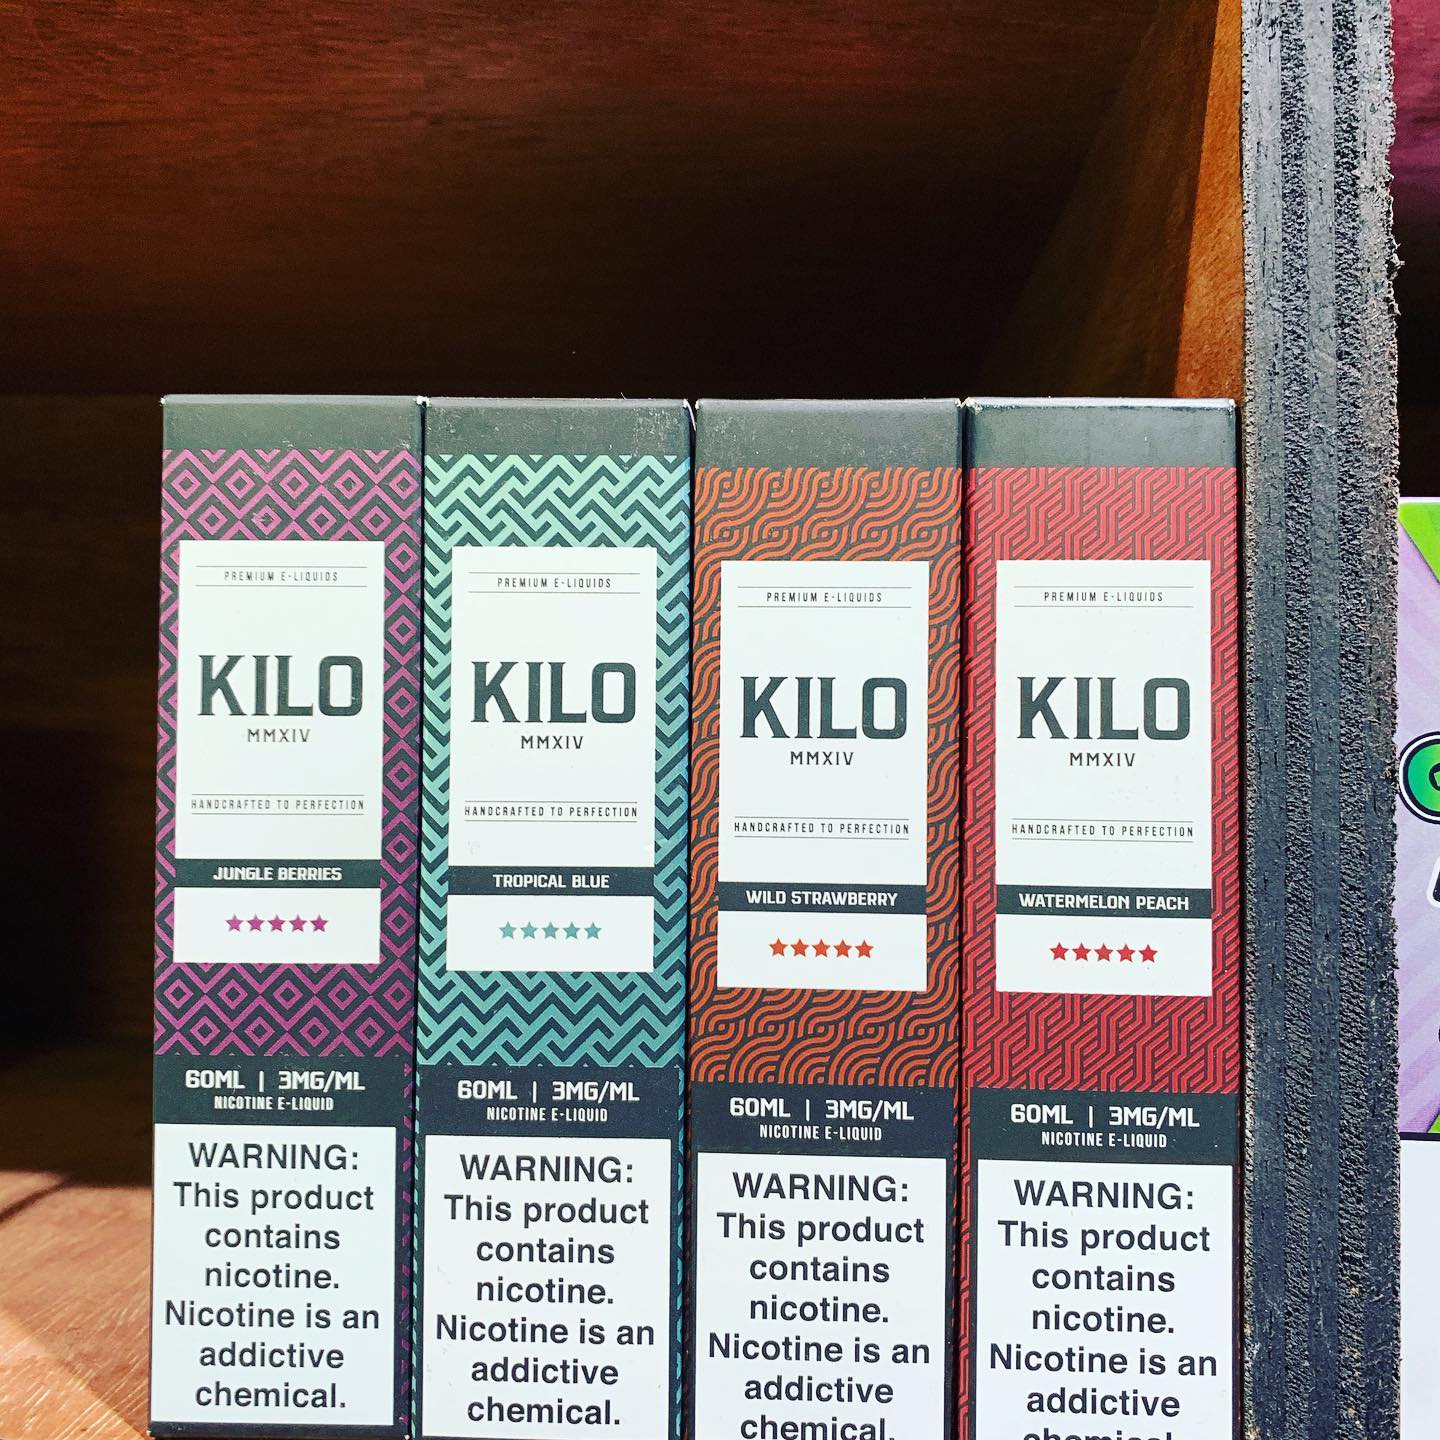 PREMIUM E-LIQUIDS
KILO
MMXIV
HANDCRAFTED TO PERFECTION
JUNGLE BERRIES
60ML | 3MG/ML
NICOTINE E-LIQUID
WARNING:
This product
contains
nicotine.
Nicotine is an
addictive
chemical.
PREMIUM E-LIQUIDS
KILO
MMXIV
HANDCRAFTED TO PERFECTION
TROPICAL BLUE
60ML | 3MG/ML
NICOTINE E-LIQUID
WARNING:
This product
contains
nicotine.
Nicotine is an
addictive
chemical.
PREMIUM E-LIQUIDS
KILO
MMXIV
HANDCRAFTED TO PERFECTION
WILD STRAWBERRY
60ML | 3MG/ML
NICOTINE E-LIQUID
WARNING:
This product
contains
nicotine.
Nicotine is an
addictive
chemical.
PREMIUM E-LIQUIDS
KILO
MMXIV
HANDCRAFTED TO PERFECTION
WATERMELON PEACH
60ML | 3MG/ML
NICOTINE E-LIQUID
WARNING:
This product
contains
nicotine.
Nicotine is an
addictive
chemical.